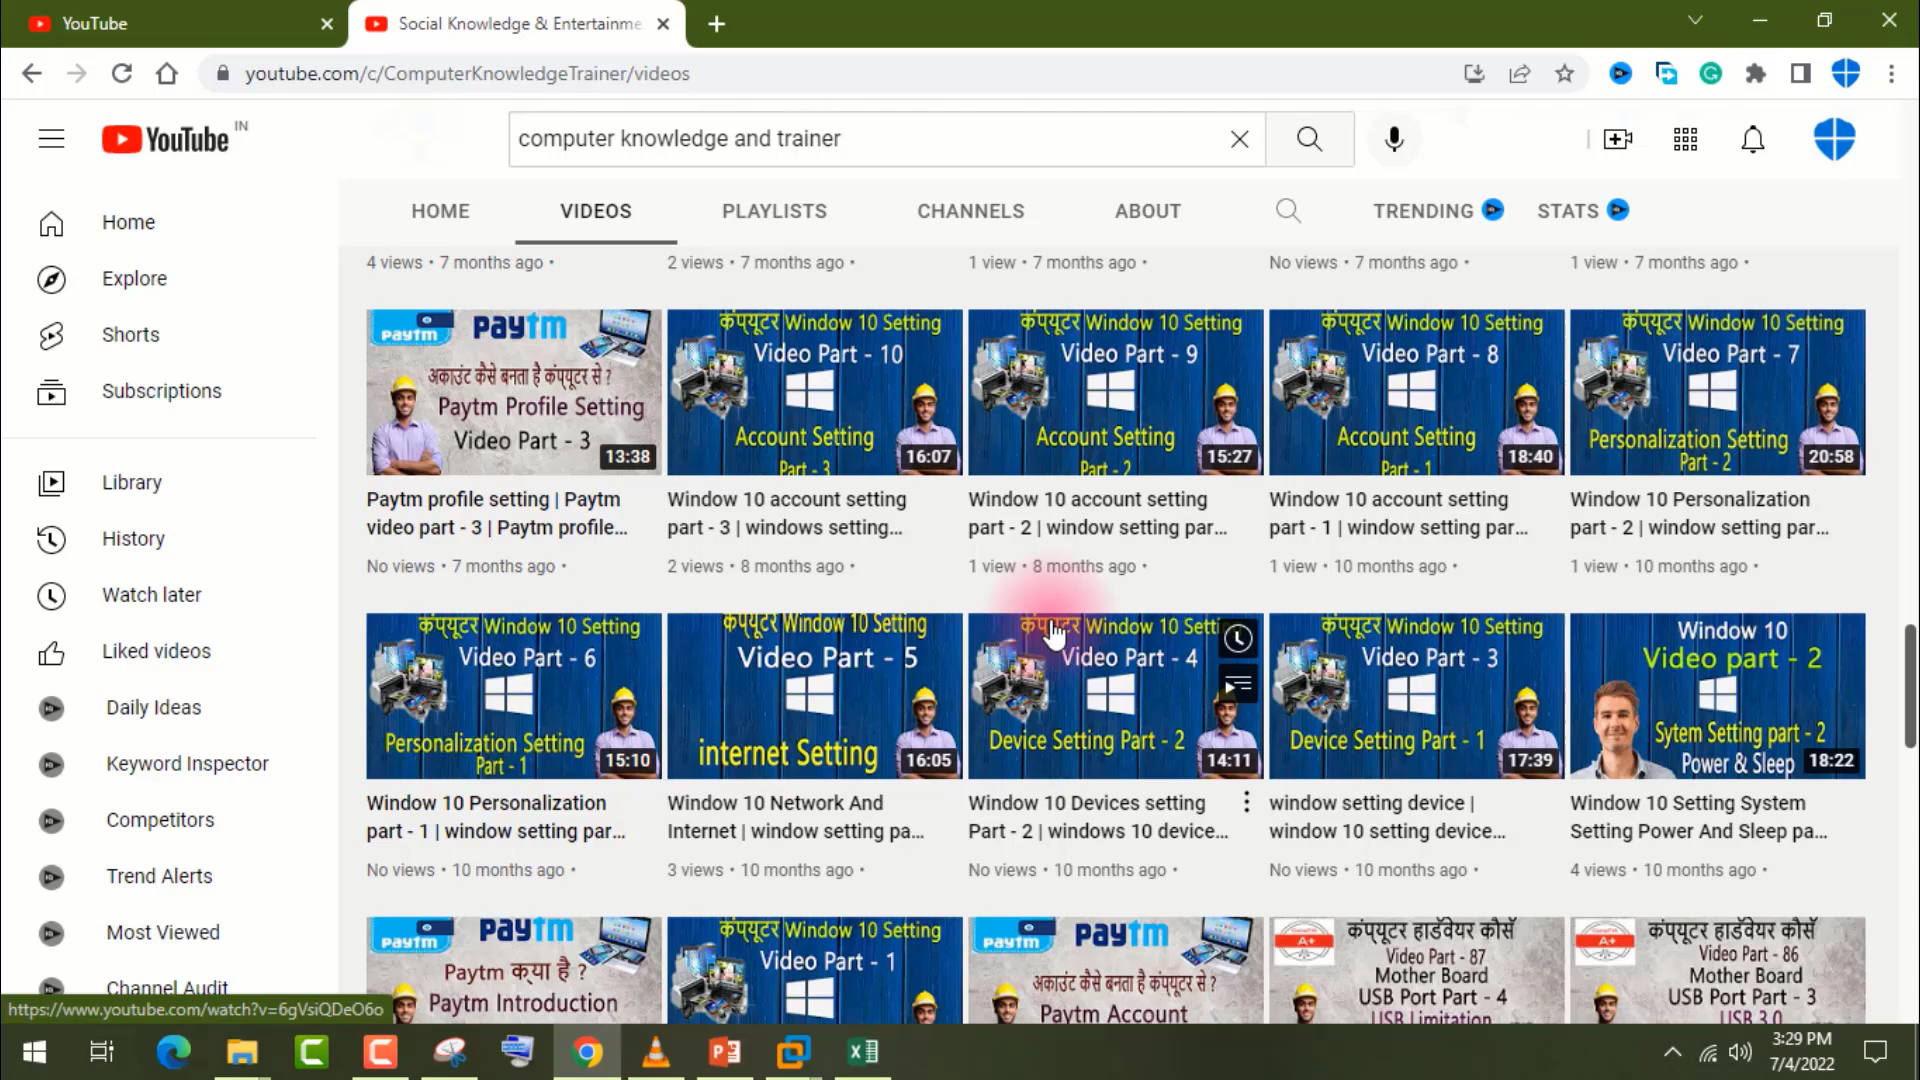 YouTube
Social Knowledge & Entertainme
youtube.com/c/ComputerKnowledgeTrainer/videos
YouTube IN
computer knowledge and trainer
HOME
VIDEOS
PLAYLISTS
CHANNELS
ABOUT
TRENDING
STATS
Home
Explore
Shorts
Subscriptions
Library
History
Watch later
Liked videos
Daily Ideas
Keyword Inspector
Competitors
Trend Alerts
Most Viewed
Channel Audit
4 views • 7 months ago •
2 views • 7 months ago •
1 view • 7 months ago •
No views • 7 months ago •
1 view • 7 months ago •
paytm
paytm
अकाउंट कैसे बनता है कंप्यूटर से ?
Paytm Profile Setting
Video Part - 3
13:38
Paytm profile setting | Paytm
video part - 3 | Paytm profile...
No views • 7 months ago •
कंप्यूटर Window 10 Setting
Video Part - 10
Account Setting
Part - 3
16:07
Window 10 account setting
part - 3 | windows setting...
2 views • 8 months ago •
कंप्यूटर Window 10 Setting
Video Part - 9
Account Setting
Part - 2
15:27
Window 10 account setting
part - 2 | window setting par...
1 view • 8 months ago •
कंप्यूटर Window 10 Setting
Video Part - 8
Account Setting
Part - 1
18:40
Window 10 account setting
part - 1 | window setting par...
1 view • 10 months ago •
कंप्यूटर Window 10 Setting
Video Part - 7
Personalization Setting
Part - 2
20:58
Window 10 Personalization
part - 2 | window setting par...
1 view • 10 months ago •
कंप्यूटर Window 10 Setting
Video Part - 6
Personalization Setting
Part - 1
15:10
Window 10 Personalization
part - 1 | window setting par...
No views • 10 months ago •
कंप्यूटर Window 10 Setting
Video Part - 5
internet Setting
16:05
Window 10 Network And
Internet | window setting pa...
3 views • 10 months ago •
कंप्यूटर Window 10 Setti
Video Part - 4
Device Setting Part - 2
14:11
Window 10 Devices setting
Part - 2 | windows 10 device...
No views • 10 months ago •
कंप्यूटर Window 10 Setting
Video Part - 3
Device Setting Part - 1
17:39
window setting device |
window 10 setting device...
No views • 10 months ago •
Window 10
Video part - 2
Sytem Setting part - 2
Power & Sleep
18:22
Window 10 Setting System
Setting Power And Sleep pa...
4 views • 10 months ago •
paytm
paytm
Paytm क्या है ?
Paytm Introduction
कंप्यूटर Window 10 Setting
Video Part - 1
paytm
paytm
अकाउंट कैसे बनता है कंप्यूटर से ?
Paytm Account
A+
कंप्यूटर हार्डवेयर कौर्स
Video Part - 87
Mother Board
USB Port Part - 4
USB Limitation
A+
कंप्यूटर हार्डवेयर कौर्स
Video Part - 86
Mother Board
USB Port Part - 3
USB 3.0
https://www.youtube.com/watch?v=6gVsiQDeO6o
3:29 PM
7/4/2022